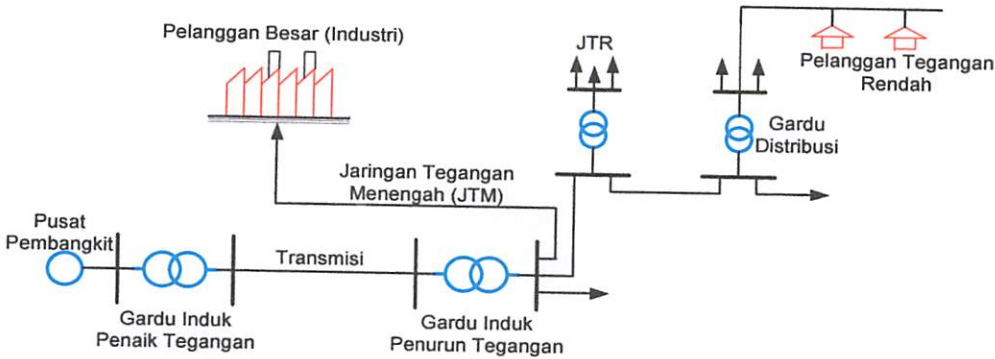 Pelanggan Besar (Industri)
JTR
Pelanggan Tegangan
Rendah
Gardu
Distribusi
Jaringan Tegangan
Menengah (JTM)
Pusat
Pembangkit
Transmisi
Gardu Induk
Penaik Tegangan
Gardu Induk
Penurun Tegangan